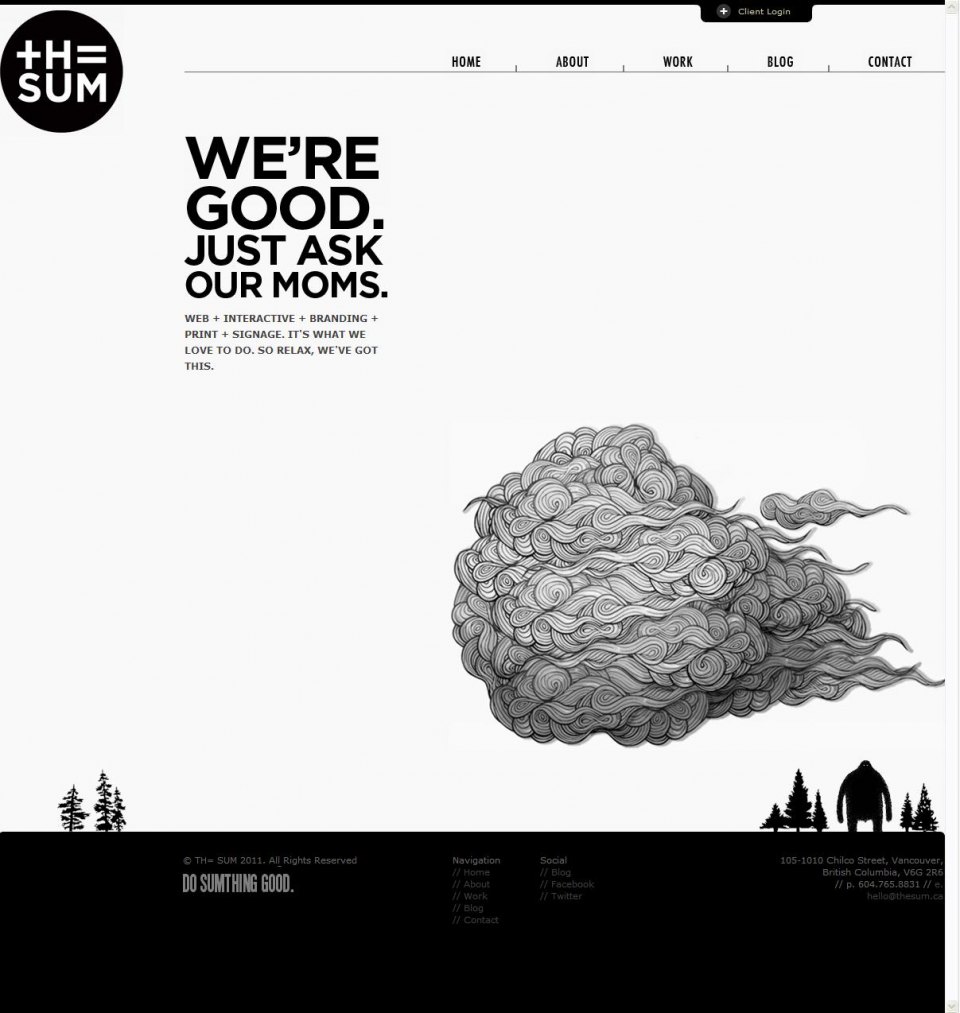 Client Login
+H=
SUM
HOME
ABOUT
WORK
BLOG
CONTACT
WE'RE
GOOD.
JUST ASK
OUR MOMS.
WEB + INTERACTIVE + BRANDING +
PRINT + SIGNAGE. IT'S WHAT WE
LOVE TO DO. SO RELAX, WE'VE GOT
THIS.
© TH= SUM 2011. All Rights Reserved
DO SUMTHING GOOD.
Navigation
// Home
// About
// Work
// Blog
// Contact
Social
// Blog
// Facebook
// Twitter
105-1010 Chilco Street, Vancouver,
British Columbia, V6G 2R6
// p. 604.765.8831 // e.
hello@thesum.ca